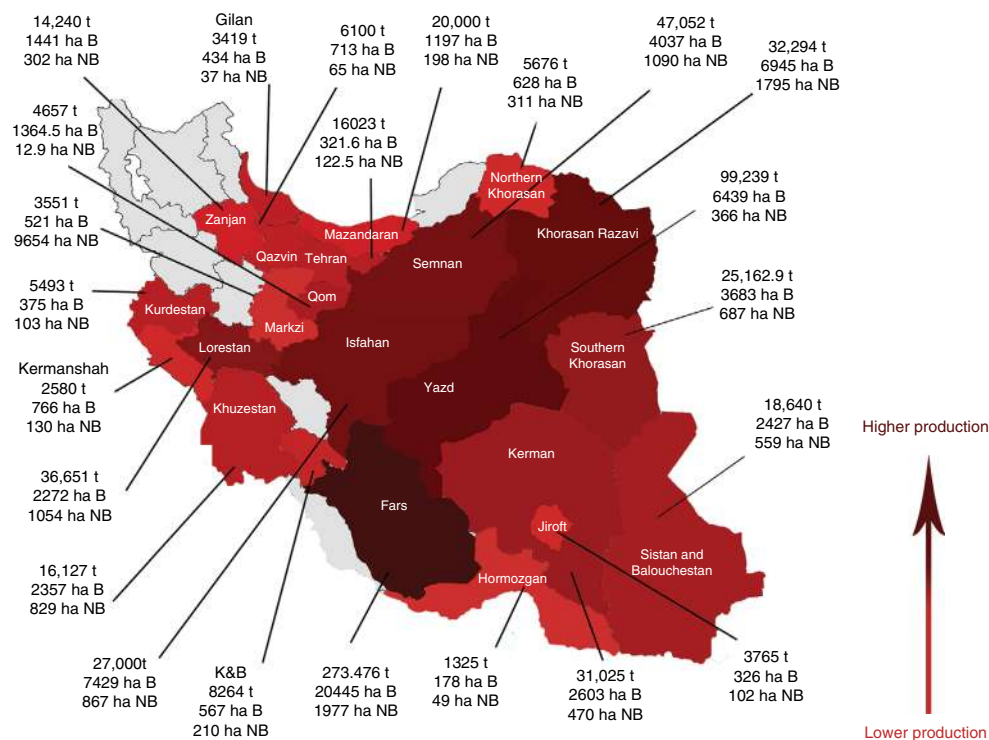 14,240 t
1441 ha B
302 ha NB
Gilan
3419 t
434 ha B
37 ha NB
6100 t
713 ha B
65 ha NB
20,000 t
1197 ha B
198 ha NB
5676 t
628 ha B
311 ha NB
47,052 t
4037 ha B
1090 ha NB
32,294 t
6945 ha B
1795 ha NB
4657 t
1364.5 ha B
12.9 ha NB
16023 t
321.6 ha B
122.5 ha NB
99,239 t
6439 ha B
366 ha NB
3551 t
521 ha B
9654 ha NB
25,162.9 t
3683 ha B
687 ha NB
5493 t
375 ha B
103 ha NB
Kermanshah
2580 t
766 ha B
130 ha NB
18,640 t
2427 ha B
559 ha NB
36,651 t
2272 ha B
1054 ha NB
16,127 t
2357 ha B
829 ha NB
27,000t
7429 ha B
867 ha NB
K&B
8264 t
567 ha B
210 ha NB
273.476 t
20445 ha B
1977 ha NB
1325 t
178 ha B
49 ha NB
31,025 t
2603 ha B
470 ha NB
3765 t
326 ha B
102 ha NB
Northern
Khorasan
Zanjan
Mazandaran
Khorasan Razavi
Qazvin
Tehran
Semnan
Qom
Kurdestan
Markzi
Lorestan
Isfahan
Southern
Khorasan
Yazd
Khuzestan
Kerman
Fars
Jiroft
Sistan and
Balouchestan
Hormozgan
Higher production
Lower production